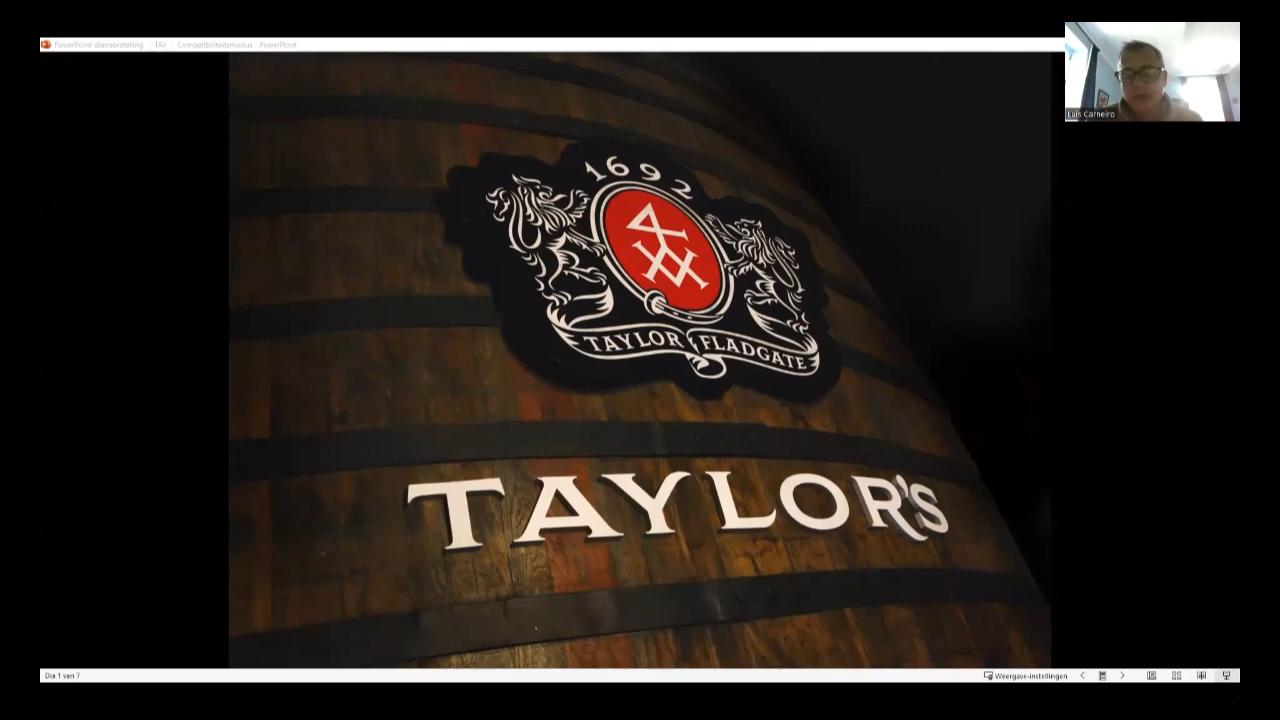 PowerPoint-diavoorstelling - TAY - Compatibiliteitsmodus - PowerPoint
Luis Carneiro
1692
TAYLOR FLADGATE
TAYLOR'S
Dia 1 van 7
Weergave-instellingen